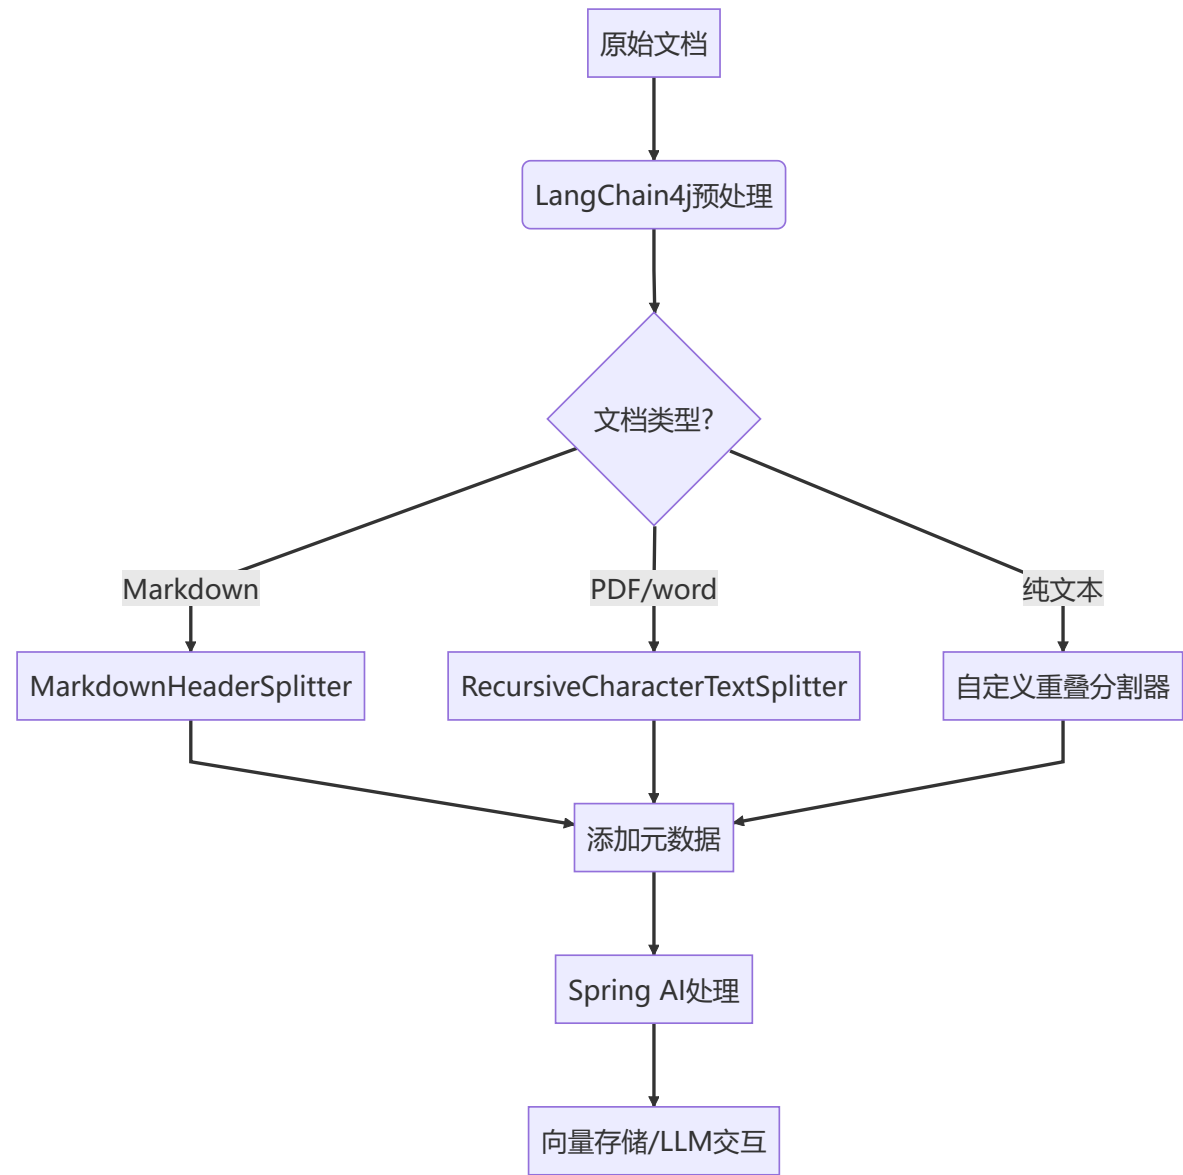 原始文档
LangChain4j预处理
文档类型?
Markdown
PDF/word
纯文本
MarkdownHeaderSplitter
RecursiveCharacterTextSplitter
自定义重叠分割器
添加元数据
Spring AI处理
向量存储/LLM交互